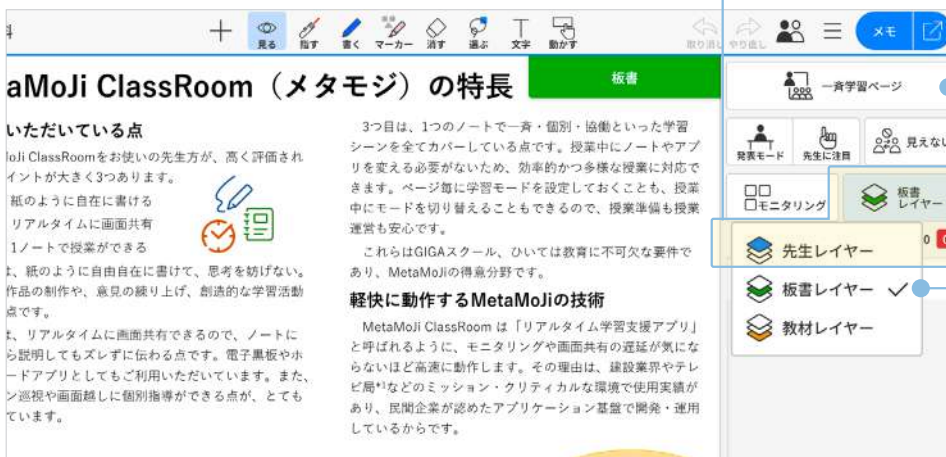 見る
指す
書く
マーカー
消す
選ぶ
文字
動かす
取り消し
やり直し
メモ
aMoJi ClassRoom（メタモジ）の特長
板書
いただいている点
ClassRoomをお使いの先生方が、高く評価され
イントが大きく3つあります。
紙のように自在に書ける
リアルタイムに画面共有
1ノートで授業ができる
、紙のように自由自在に書けて、思考を妨げない。
作品の制作や、意見の練り上げ、創造的な学習活動
点です。
、リアルタイムに画面共有できるので、ノートに
ら説明してもズレずに伝わる点です。電子黒板やホ
ードアプリとしてもご利用いただいています。また、
ン巡視や画面越しに個別指導ができる点が、とても
ています。
3つ目は、1つのノートで一斉・個別・協働といった学習
シーンを全てカバーしている点です。授業中にノートやアプ
リを変える必要がないため、効率的かつ多様な授業に対応で
きます。ページ毎に学習モードを設定しておくことも、授業
中にモードを切り替えることもできるので、授業準備も授業
運営も安心です。
これらはGIGAスクール、ひいては教育に不可欠な要件で
あり、MetaMoJiの得意分野です。
軽快に動作するMetaMoJiの技術
MetaMoJi ClassRoom は「リアルタイム学習支援アプリ」
と呼ばれるように、モニタリングや画面共有の遅延が気にな
らないほど高速に動作します。その理由は、建設業界やテレ
ビ局*¹などのミッション・クリティカルな環境で使用実績が
あり、民間企業が認めたアプリケーション基盤で開発・運用
しているからです。
一斉学習ページ
発表モード
先生に注目
見えない
モニタリング
板書
レイヤー
0
先生レイヤー
板書レイヤー
教材レイヤー